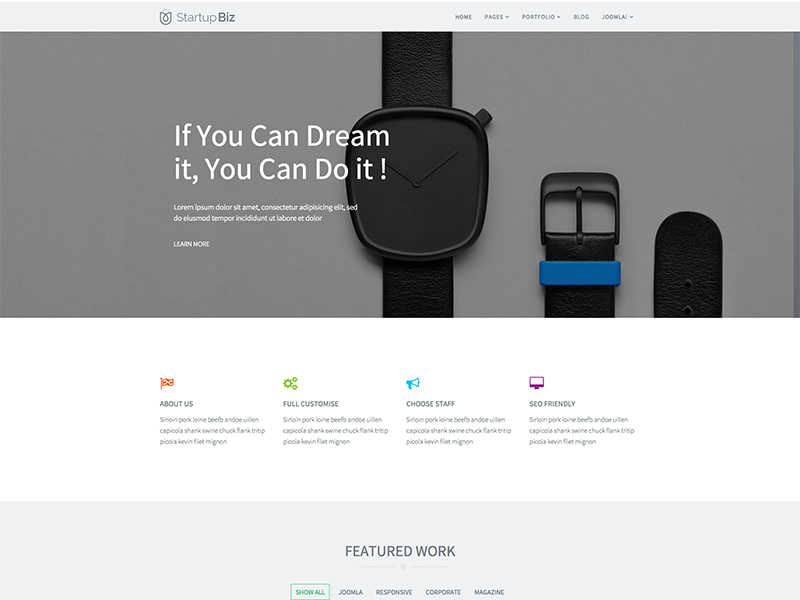 Startup Biz
HOME PAGES PORTFOLIO BLOG JOOMLA!
If You Can Dream
it, You Can Do it !
Lorem ipsum dolor sit amet, consectetur adipisicing elit, sed
do eiusmod tempor incididunt ut labore et dolor
LEARN MORE
ABOUT US
Sirloin pork loine beefb andoe uillen
capicola shank swine chuck flank tritip
picola kevin filet mignon
FULL CUSTOMISE
Sirloin pork loine beefb andoe uillen
capicola shank swine chuck flank tritip
picola kevin filet mignon
CHOOSE STAFF
Sirloin pork loine beefb andoe uillen
capicola shank swine chuck flank tritip
picola kevin filet mignon
SEO FRIENDLY
Sirloin pork loine beefb andoe uillen
capicola shank swine chuck flank tritip
picola kevin filet mignon
FEATURED WORK
SHOW ALL JOOMLA RESPONSIVE CORPORATE MAGAZINE